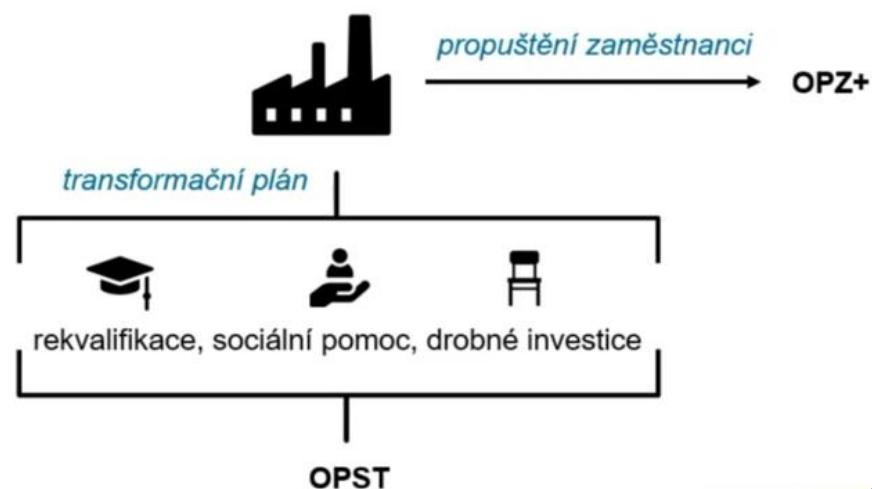 propuštění zaměstnanci
OPZ+
transformační plán
rekvalifikace, sociální pomoc, drobné investice
OPST